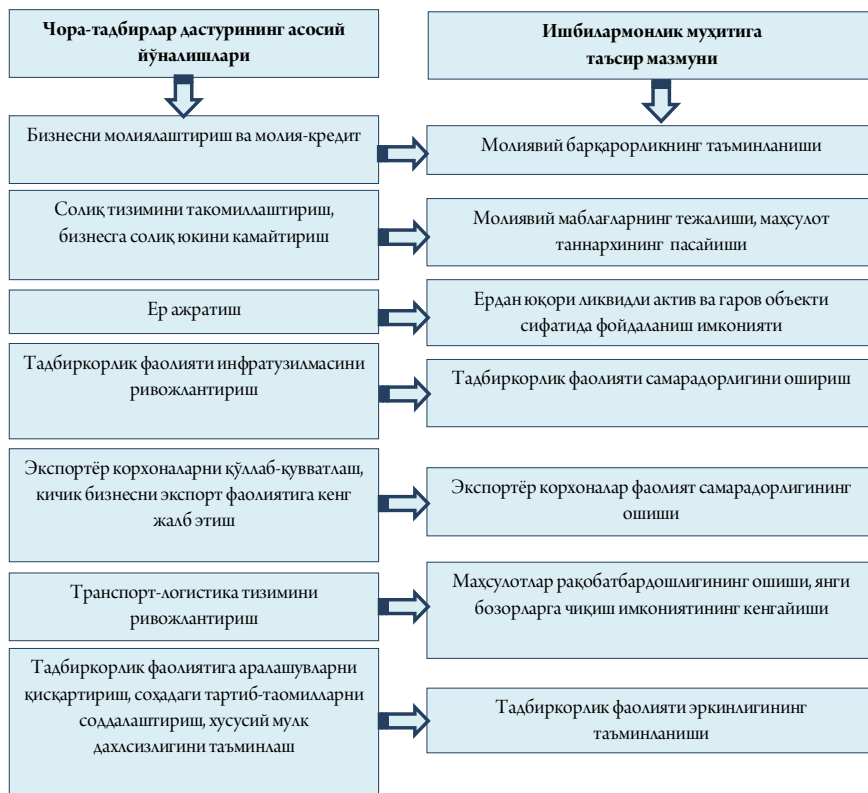 Чора-тадбирлар дастурининг асосий
йўналишлари
Ишбилармонлик муҳитига
таъсир мазмуни
Бизнесни молиялаштириш ва молия-кредит
Молиявий барқарорликнинг таъминланиши
Солиқ тизимини такомиллаштириш,
бизнесга солиқ юкини камайтириш
Молиявий маблағларнинг тежалиши, маҳсулот
таннархининг пасайиши
Ер ажратиш
Ердан юқори ликвидли актив ва гаров объекти
сифатида фойдаланиш имконияти
Тадбиркорлик фаолияти инфратузилмасини
ривожлантириш
Тадбиркорлик фаолияти самарадорлигини ошириш
Экспортёр корхоналарни қўллаб-қувватлаш,
кичик бизнесни экспорт фаолиятига кенг
жалб этиш
Экспортёр корхоналар фаолият самарадорлигининг
ошиши
Транспорт-логистика тизимини
ривожлантириш
Маҳсулотлар рақобатбардошлигининг ошиши, янги
бозорларга чиқиш имкониятининг кенгайиши
Тадбиркорлик фаолиятига аралашувларни
қисқартириш, соҳадаги тартиб-таомилларни
соддалаштириш, хусусий мулк
дахлсизлигини таъминлаш
Тадбиркорлик фаолияти эркинлигининг
таъминланиши